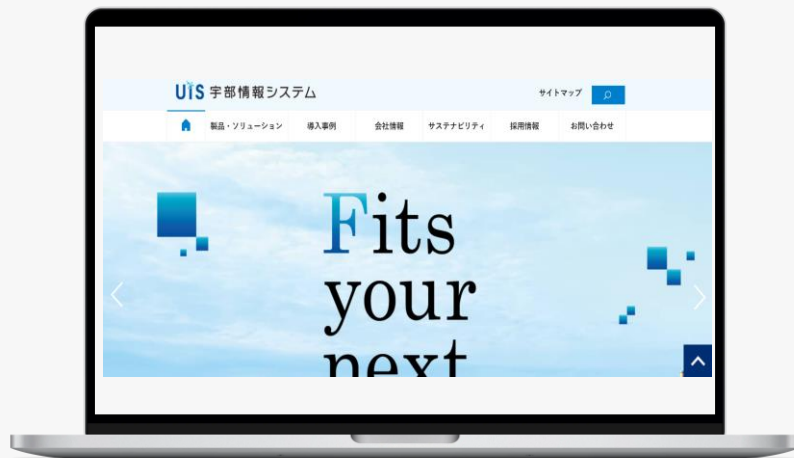 UIS 宇部情報システム
サイトマップ
製品・ソリューション 導入事例 会社情報 サステナビリティ 採用情報 お問い合わせ
Fits
your
next